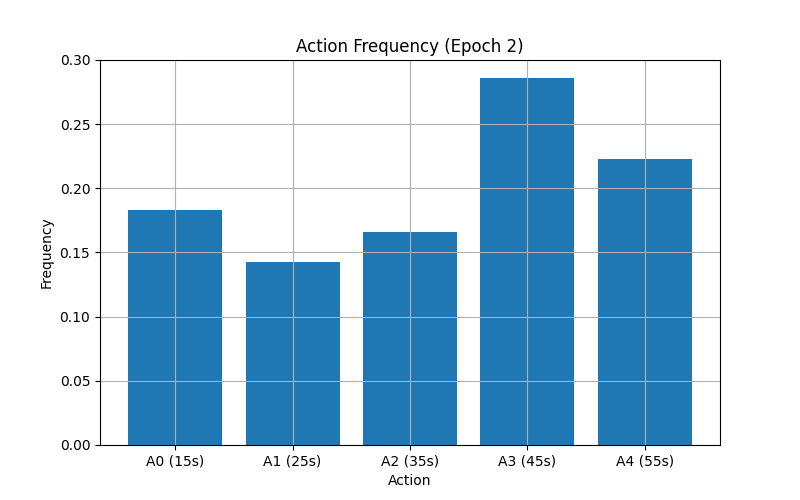 Action Frequency (Epoch 2)
0.30
0.25
0.20
0.15
0.10
0.05
0.00
Frequency
A0 (15s) A1 (25s) A2 (35s) A3 (45s) A4 (55s)
Action